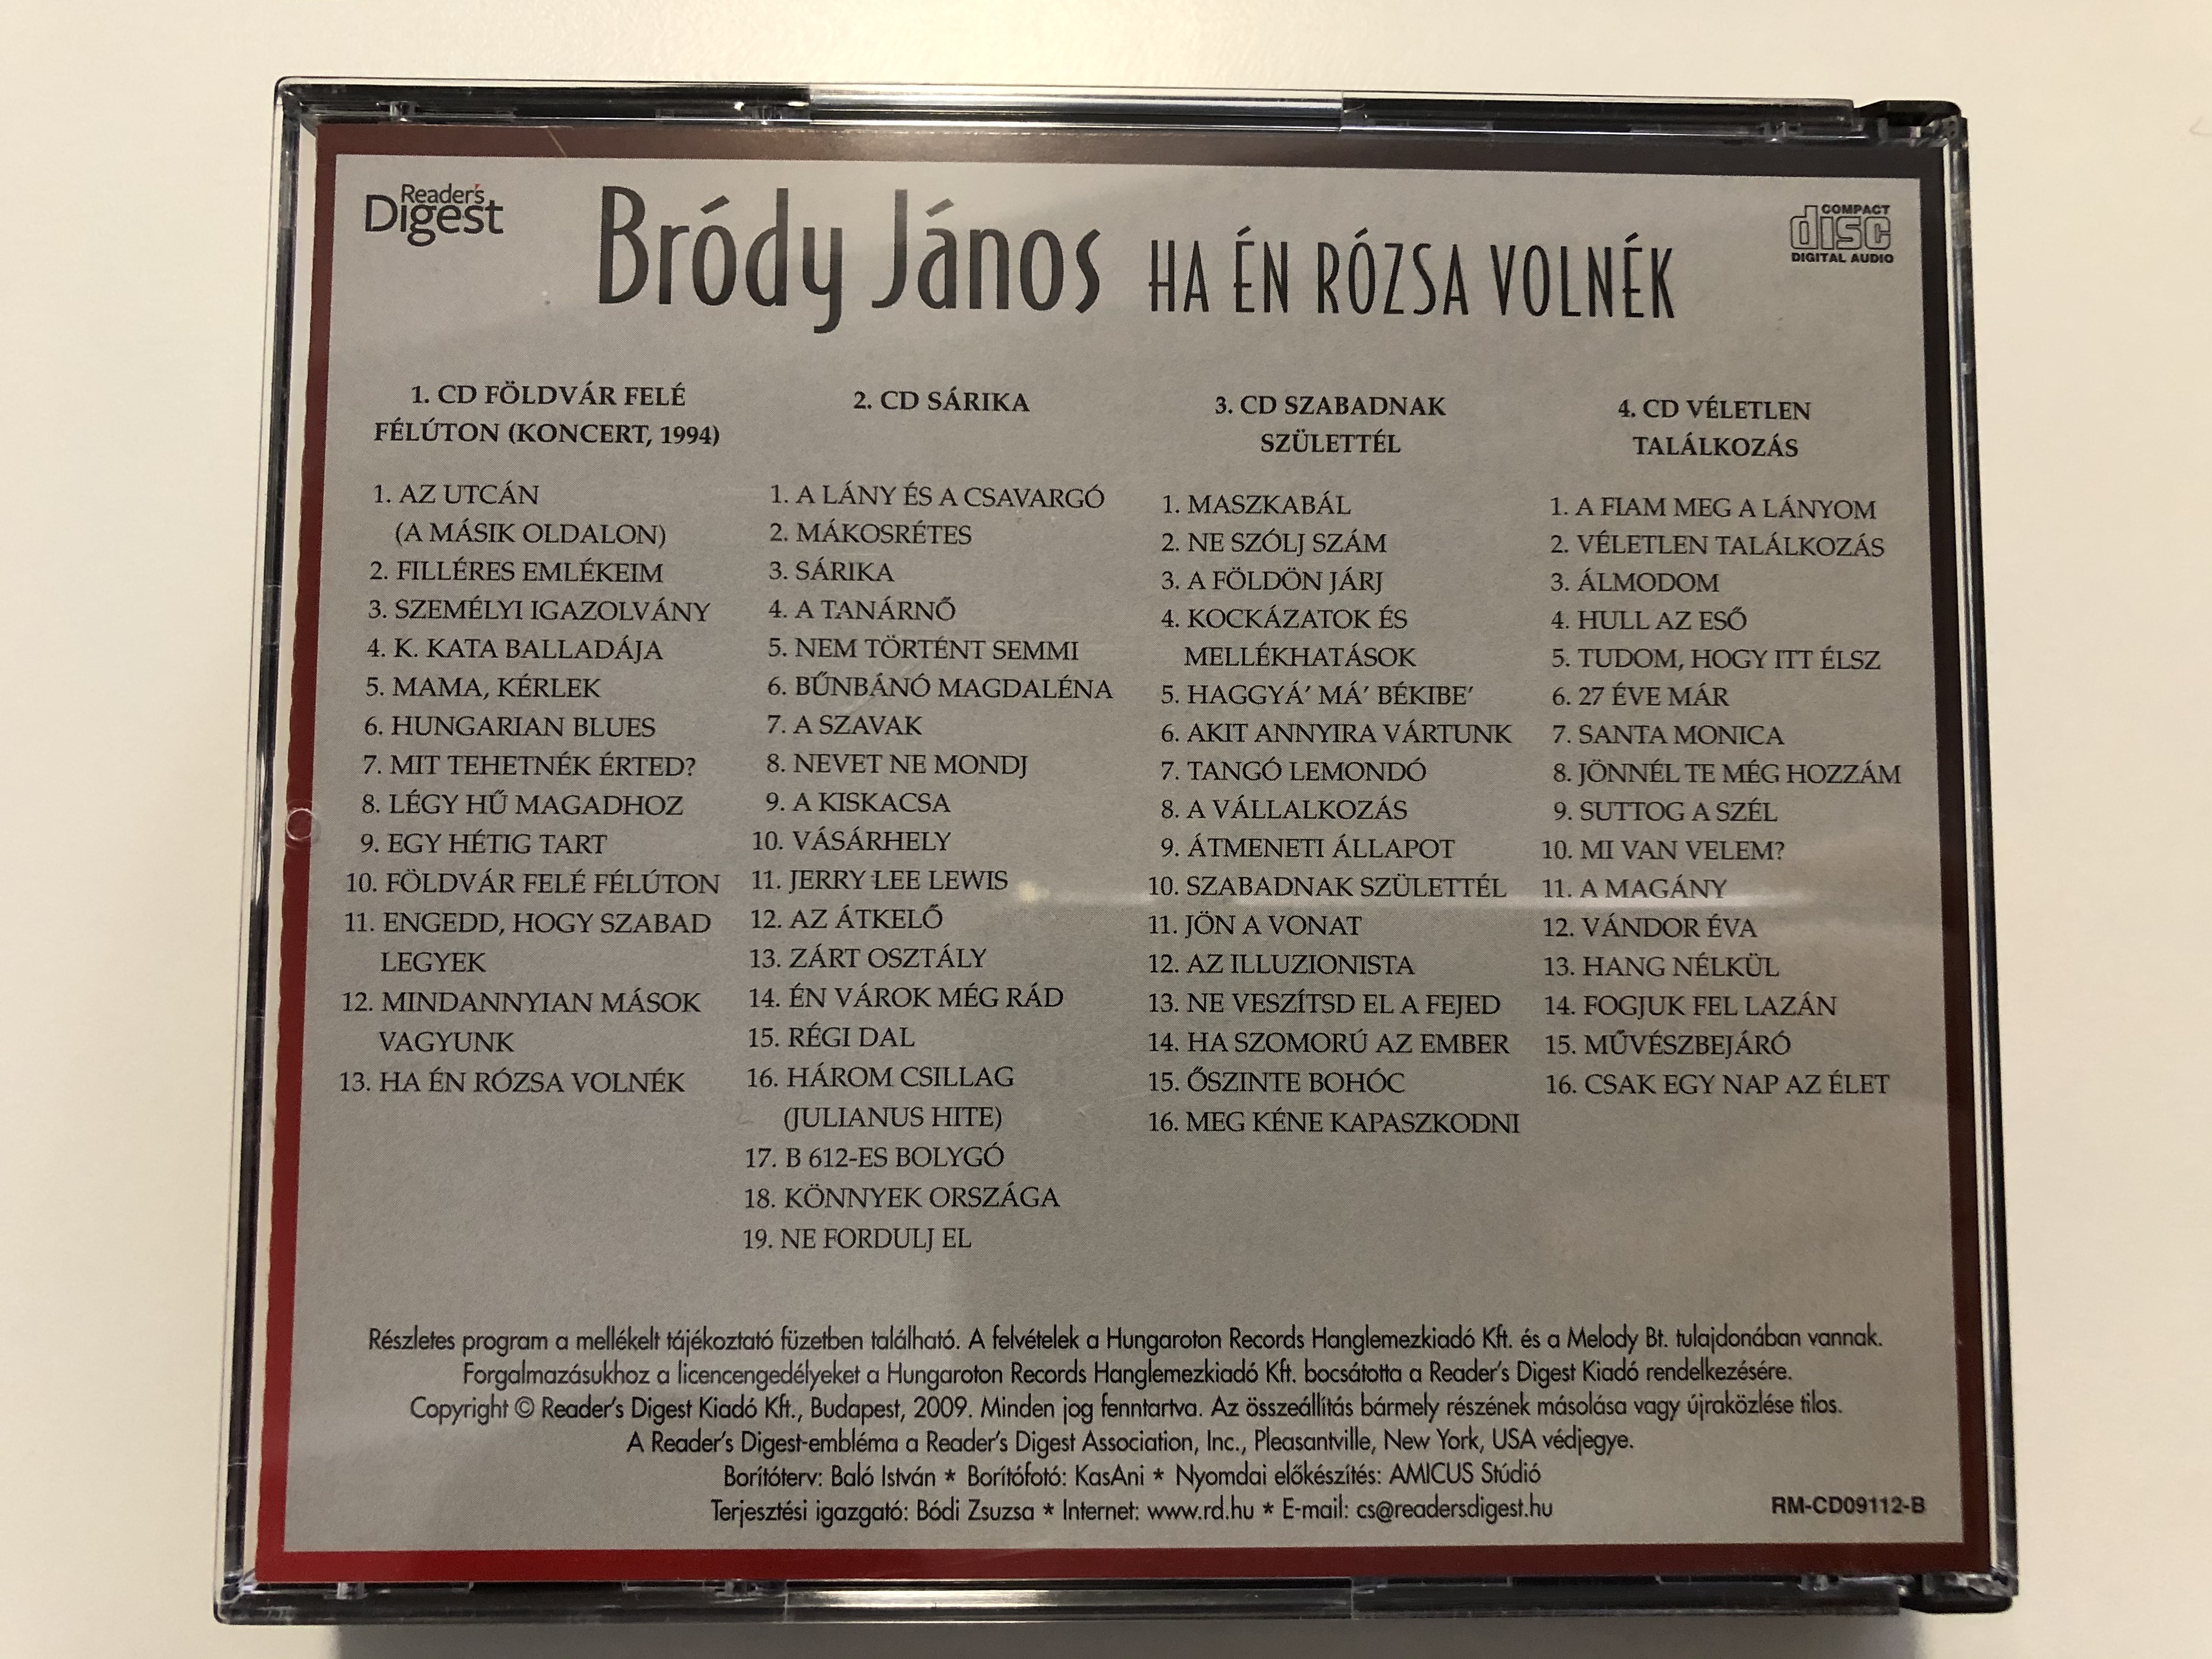 Reader's
Digest
Bródy János HA ÉN RÓZSA VOLNÉK
COMPACT
disc
DIGITAL AUDIO
1. CD FÖLDVÁR FELÉ
FÉLÚTON (KONCERT, 1994)
1. AZ UTCÁN
(A MÁSIK OLDALON)
2. FILLÉRES EMLÉKEIM
3. SZEMÉLYI IGAZOLVÁNY
4. K. KATA BALLADÁJA
5. MAMA, KÉRLEK
6. HUNGARIAN BLUES
7. MIT TEHETNÉK ÉRTED?
8. LÉGY HŰ MAGADHOZ
9. EGY HÉTIG TART
10. FÖLDVÁR FELÉ FÉLÚTON
11. ENGEDD, HOGY SZABAD
LEGYEK
12. MINDANNYIAN MÁSOK
VAGYUNK
13. HA ÉN RÓZSA VOLNÉK
2. CD SÁRIKA
1. A LÁNY ÉS A CSAVARGÓ
2. MÁKOSRÉTES
3. SÁRIKA
4. A TANÁRNŐ
5. NEM TÖRTÉNT SEMMI
6. BŰNBÁNÓ MAGDALÉNA
7. A SZAVAK
8. NEVET NE MONDJ
9. A KISKACSA
10. VÁSÁRHELY
11. JERRY LEE LEWIS
12. AZ ÁTKELŐ
13. ZÁRT OSZTÁLY
14. ÉN VÁROK MÉG RÁD
15. RÉGI DAL
16. HÁROM CSILLAG
(JULIANUS HITE)
17. B 612-ES BOLYGÓ
18. KÖNNYEK ORSZÁGA
19. NE FORDULJ EL
3. CD SZABADNAK
SZÜLETTÉL
1. MASZKABÁL
2. NE SZÓLJ SZÁM
3. A FÖLDÖN JÁRJ
4. KOCKÁZATOK ÉS
MELLÉKHATÁSOK
5. HAGGYÁ' MÁ' BÉKIBE'
6. AKIT ANNYIRA VÁRTUNK
7. TANGÓ LEMONDÓ
8. A VÁLLALKOZÁS
9. ÁTMENETI ÁLLAPOT
10. SZABADNAK SZÜLETTÉL
11. JÖN A VONAT
12. AZ ILLUZIONISTA
13. NE VESZÍTSD EL A FEJED
14. HA SZOMORÚ AZ EMBER
15. ŐSZINTE BOHÓC
16. MEG KÉNE KAPASZKODNI
4. CD VÉLETLEN
TALÁLKOZÁS
1. A FIAM MEG A LÁNYOM
2. VÉLETLEN TALÁLKOZÁS
3. ÁLMODOM
4. HULL AZ ESŐ
5. TUDOM, HOGY ITT ÉLSZ
6. 27 ÉVE MÁR
7. SANTA MONICA
8. JÖNNÉL TE MÉG HOZZÁM
9. SUTTOG A SZÉL
10. MI VAN VELEM?
11. A MAGÁNY
12. VÁNDOR ÉVA
13. HANG NÉLKÜL
14. FOGJUK FEL LAZÁN
15. MŰVÉSZBEJÁRÓ
16. CSAK EGY NAP AZ ÉLET
Részletes program a mellékelt tájékoztató füzetben található. A felvételek a Hungaroton Records Hanglemezkiadó Kft. és a Melody Bt. tulajdonában vannak.
Forgalmazásukhoz a licencengedélyeket a Hungaroton Records Hanglemezkiadó Kft. bocsátotta a Reader's Digest Kiadó rendelkezésére.
Copyright © Reader's Digest Kiadó Kft., Budapest, 2009. Minden jog fenntartva. Az összeállítás bármely részének másolása vagy újraközlése tilos.
A Reader's Digest-embléma a Reader's Digest Association, Inc., Pleasantville, New York, USA védjegye.
Borítóterv: Baló István * Borítófotó: KasAni * Nyomdai előkészítés: AMICUS Stúdió
Terjesztési igazgató: Bódi Zsuzsa * Internet: www.rd.hu * E-mail: cs@readersdigest.hu
RM-CD09112-B